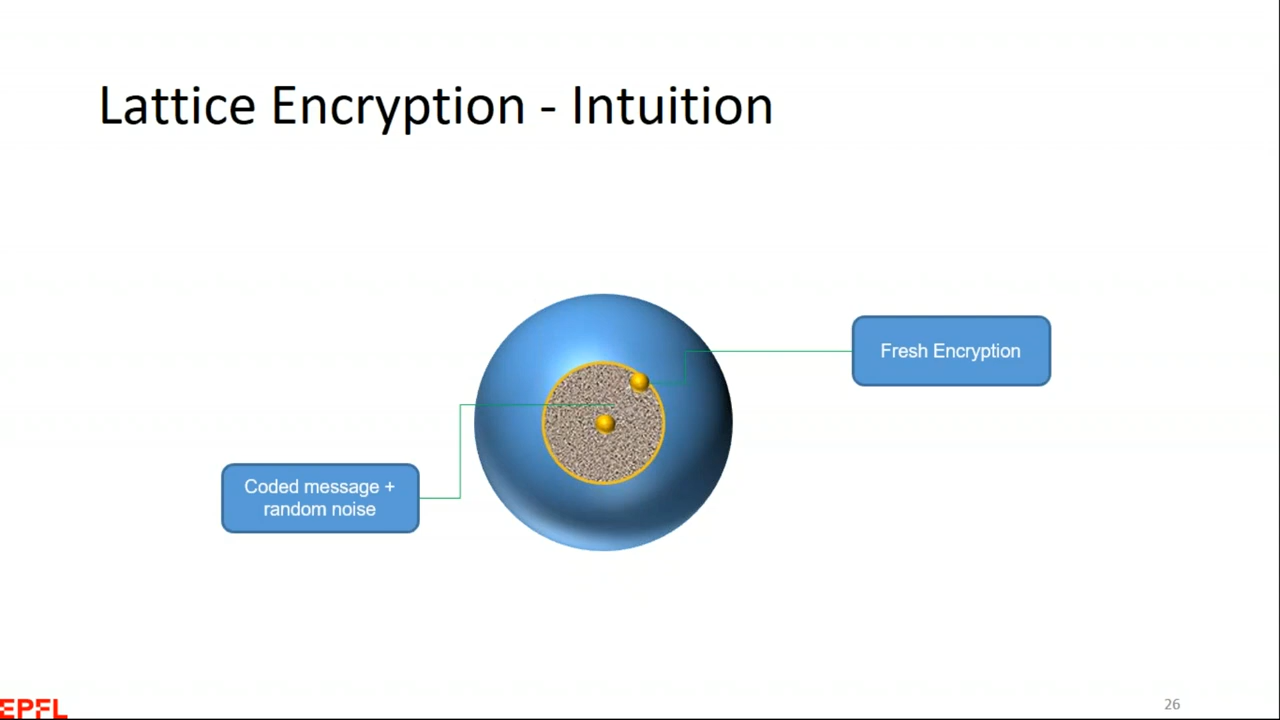 Lattice Encryption - Intuition
Fresh Encryption
Coded message +
random noise
EPFL
26